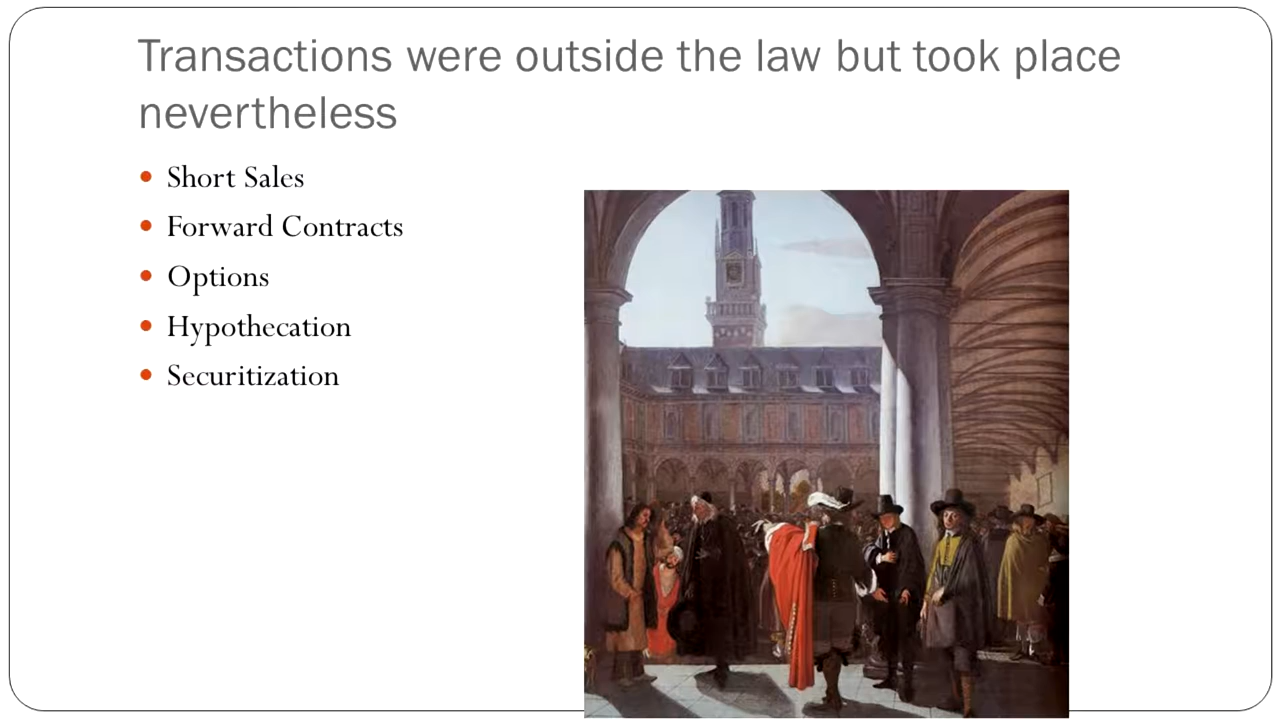 Transactions were outside the law but took place
nevertheless
Short Sales
Forward Contracts
Options
Hypothecation
Securitization